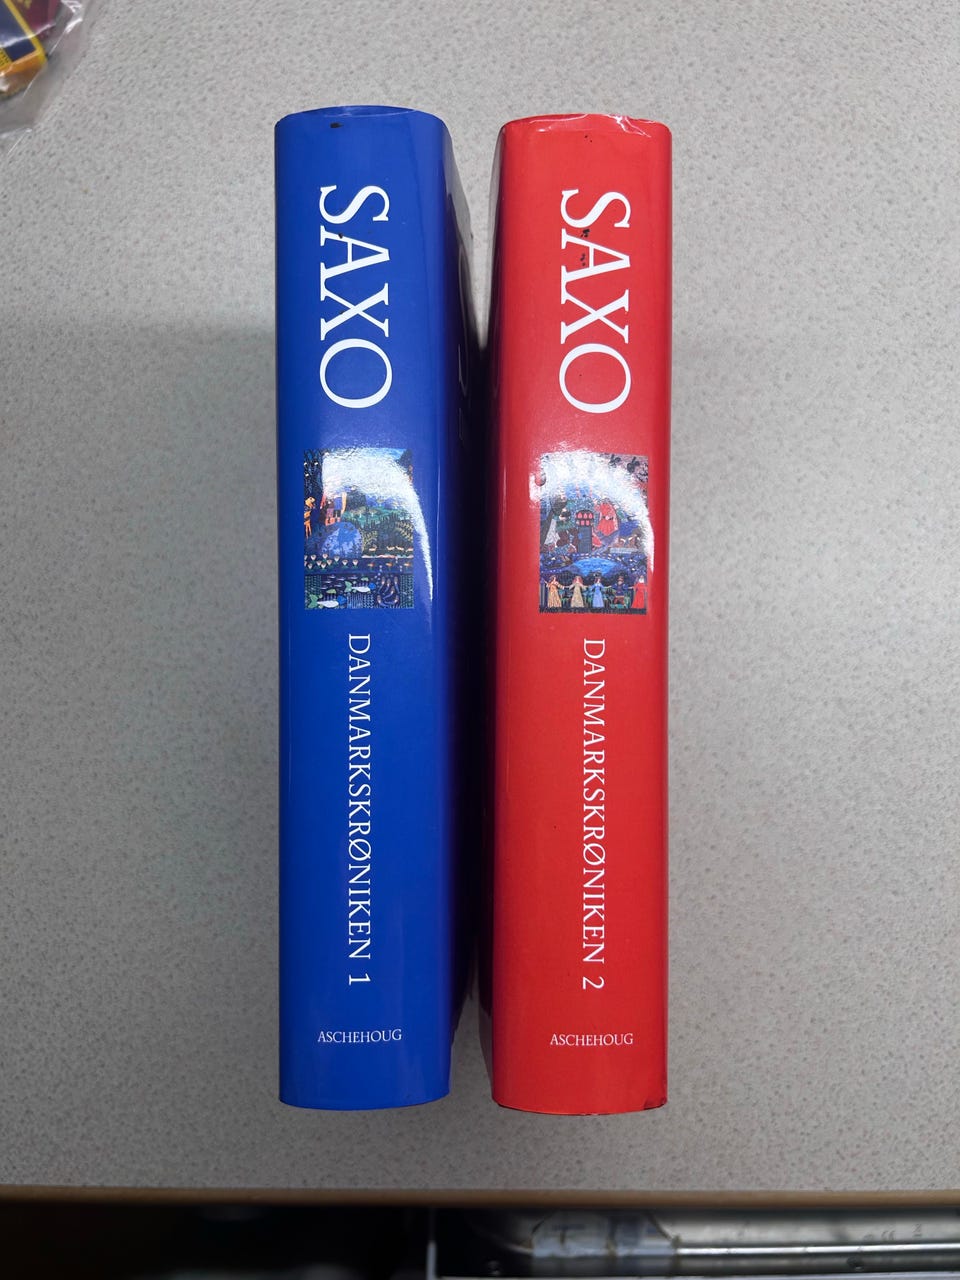 SAXO
DANMARKSKRØNIKEN 1
ASCHEHOUG
SAXO
DANMARKSKRØNIKEN 2
ASCHEHOUG